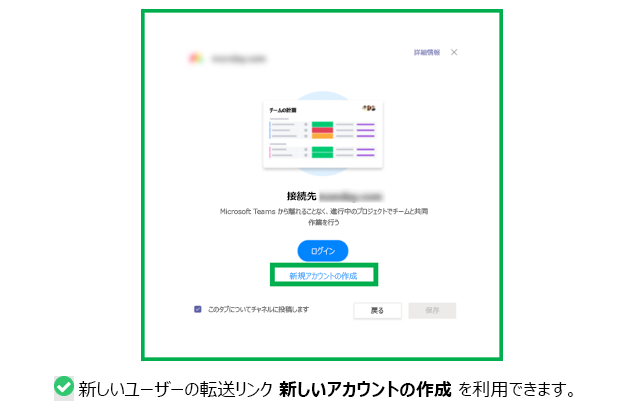 詳細情報
チームの計画
接続先
Microsoft Teams から離れることなく、進行中のプロジェクトでチームと共同
作業を行う
ログイン
新規アカウントの作成
このタブについてチャネルに投稿します
戻る
保存
新しいユーザーの転送リンク 新しいアカウントの作成 を利用できます。